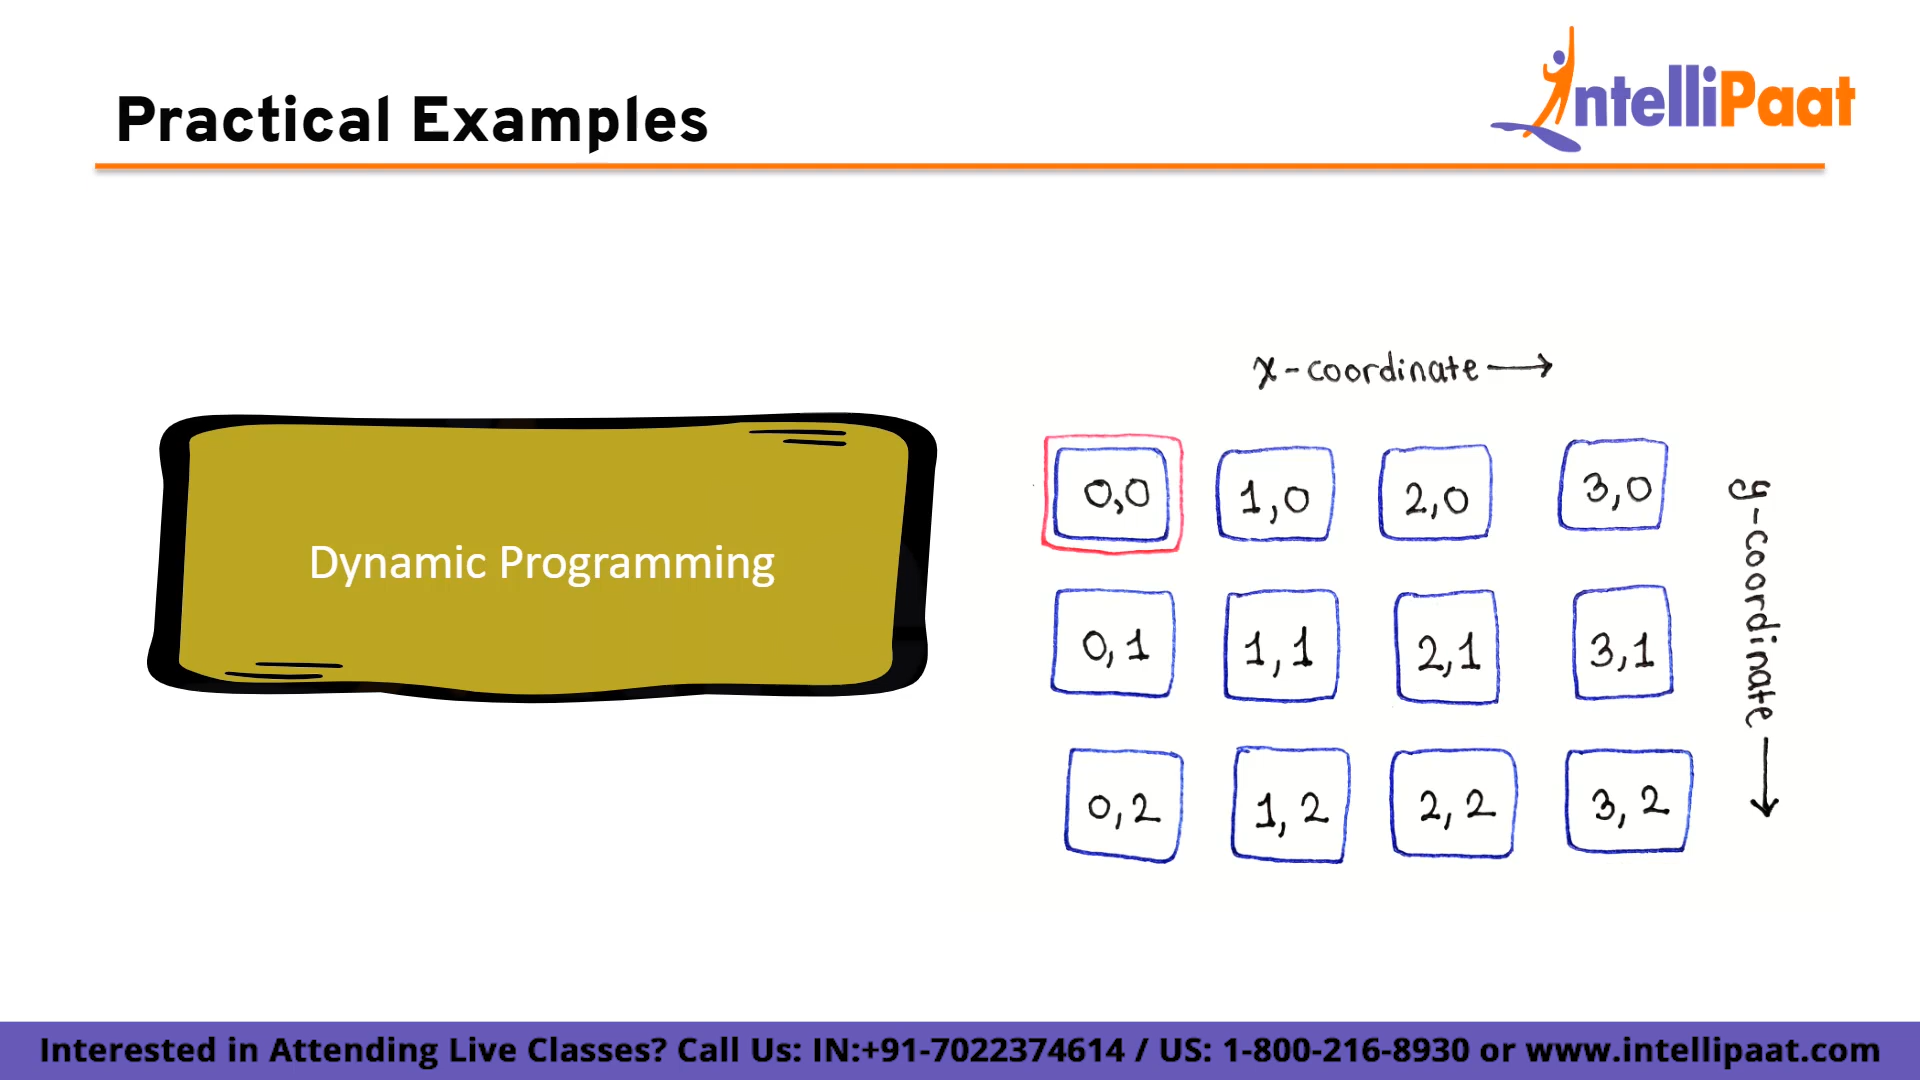 Practical Examples
IntelliPaat
Dynamic Programming
x-coordinate
0,0 1,0 2,0 3,0
0,1 1,1 2,1 3,1
0,2 1,2 2,2 3,2
y-coordinate
Interested in Attending Live Classes? Call Us: IN:+91-7022374614 / US: 1-800-216-8930 or www.intellipaat.com